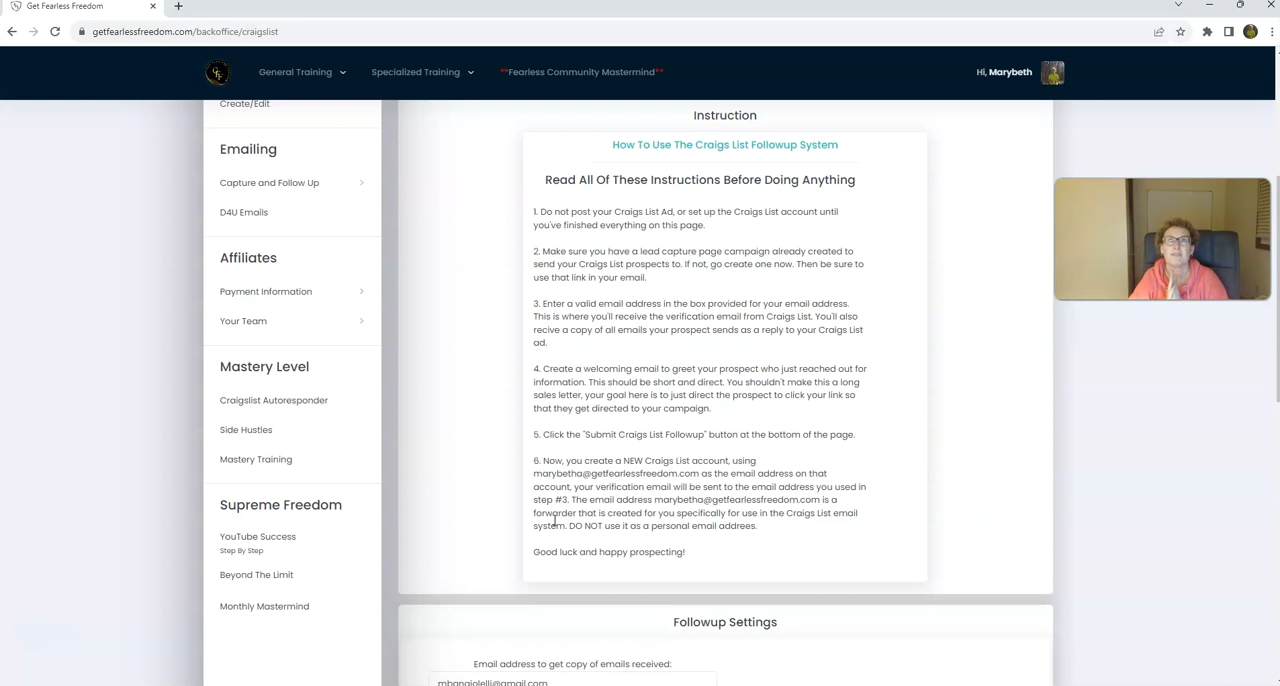 Get Fearless Freedom
getfearlessfreedom.com/backoffice/craigslist
General Training
Specialized Training
**Fearless Community Mastermind**
Hi, Marybeth
Create/Edit
Emailing
Capture and Follow Up
D4U Emails
Affiliates
Payment Information
Your Team
Mastery Level
Craigslist Autoresponder
Side Hustles
Mastery Training
Supreme Freedom
YouTube Success
Step By Step
Beyond The Limit
Monthly Mastermind
Instruction
How To Use The Craigs List Followup System
Read All Of These Instructions Before Doing Anything
1. Do not post your Craigs List Ad, or set up the Craigs List account until
you've finished everything on this page.
2. Make sure you have a lead capture page campaign already created to
send your Craigs List prospects to. If not, go create one now. Then be sure to
use that link in your email.
3. Enter a valid email address in the box provided for your email address.
This is where you'll receive the verification email from Craigs List. You'll also
recive a copy of all emails your prospect sends as a reply to your Craigs List
ad.
4. Create a welcoming email to greet your prospect who just reached out for
information. This should be short and direct. You shouldn't make this a long
sales letter, your goal here is to just direct the prospect to click your link so
that they get directed to your campaign.
5. Click the "Submit Craigs List Followup" button at the bottom of the page.
6. Now, you create a NEW Craigs List account, using
marybetha@getfearlessfreedom.com as the email address on that
account, your verification email will be sent to the email address you used in
step #3. The email address marybetha@getfearlessfreedom.com is a
forwarder that is created for you specifically for use in the Craigs List email
system. DO NOT use it as a personal email addrees.
Good luck and happy prospecting!
Followup Settings
Email address to get copy of emails received:
mbangiolelli@gmail.com